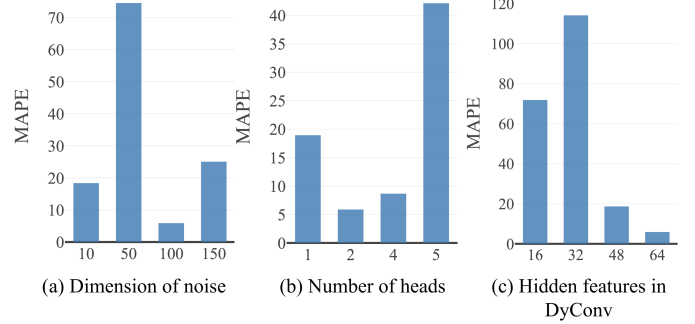 70
60
50
40
30
20
10
0
MAPE
10 50 100 150
(a) Dimension of noise
40
35
30
25
20
15
10
5
0
MAPE
1 2 4 5
(b) Number of heads
120
100
80
60
40
20
0
MAPE
16 32 48 64
(c) Hidden features in
DyConv